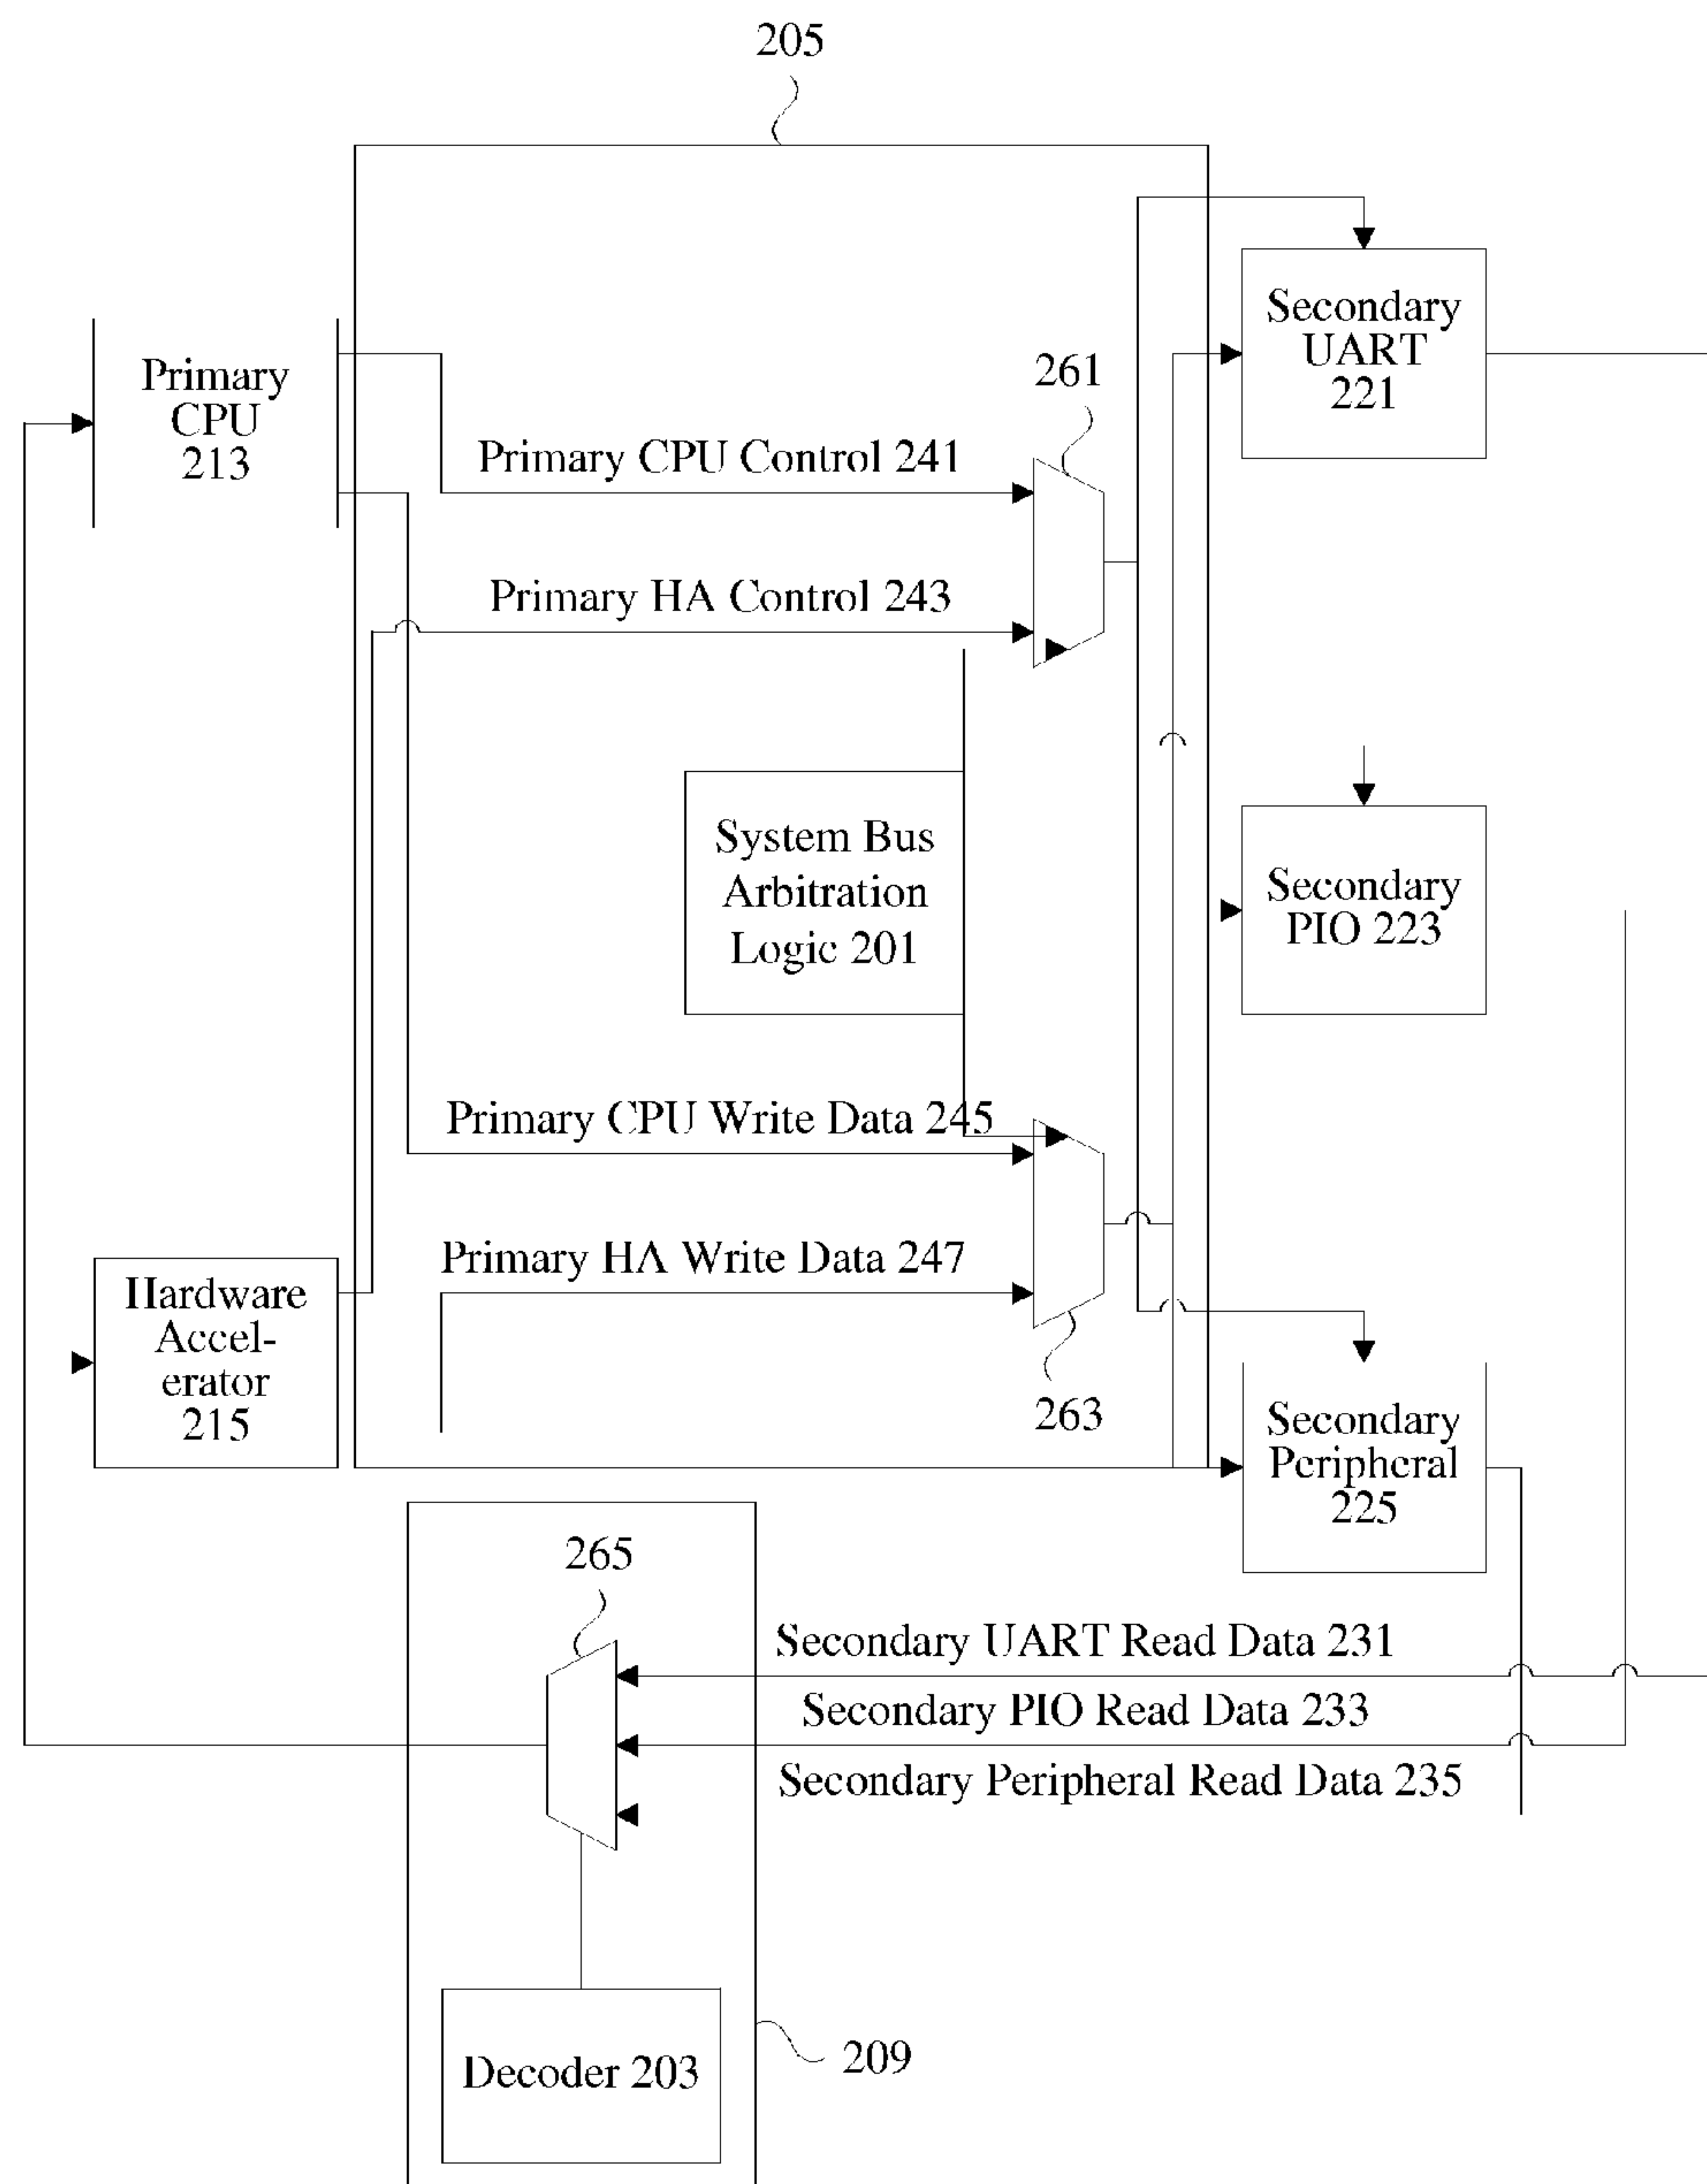 205
Secondary
UART
221
261
Primary
CPU
213
Primary CPU Control 241
Primary HA Control 243
System Bus
Arbitration
Logic 201
Secondary
PIO 223
Primary CPU Write Data 245
Primary HA Write Data 247
Hardware
Accel-
erator
215
263
Secondary
Peripheral
225
265
Secondary UART Read Data 231
Secondary PIO Read Data 233
Secondary Peripheral Read Data 235
Decoder 203
209